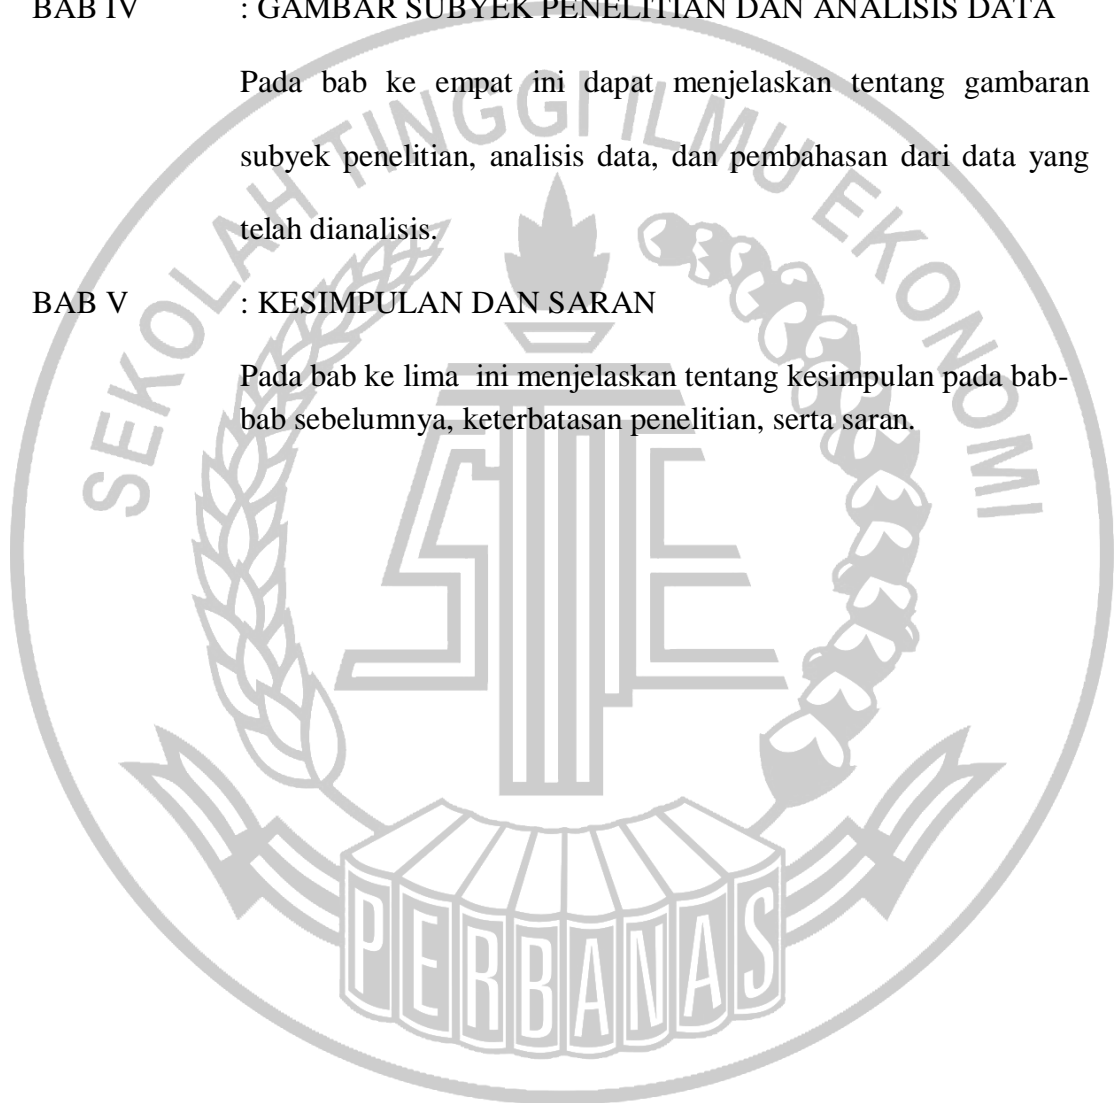 BAB IV : GAMBAR SUBYEK PENELITIAN DAN ANALISIS DATA
Pada bab ke empat ini dapat menjelaskan tentang gambaran
subyek penelitian, analisis data, dan pembahasan dari data yang
telah dianalisis.
BAB V : KESIMPULAN DAN SARAN
Pada bab ke lima ini menjelaskan tentang kesimpulan pada bab-
bab sebelumnya, keterbatasan penelitian, serta saran.
SEKOLAH TINGGI ILMU EKONOMI
STIE
PERBANAS